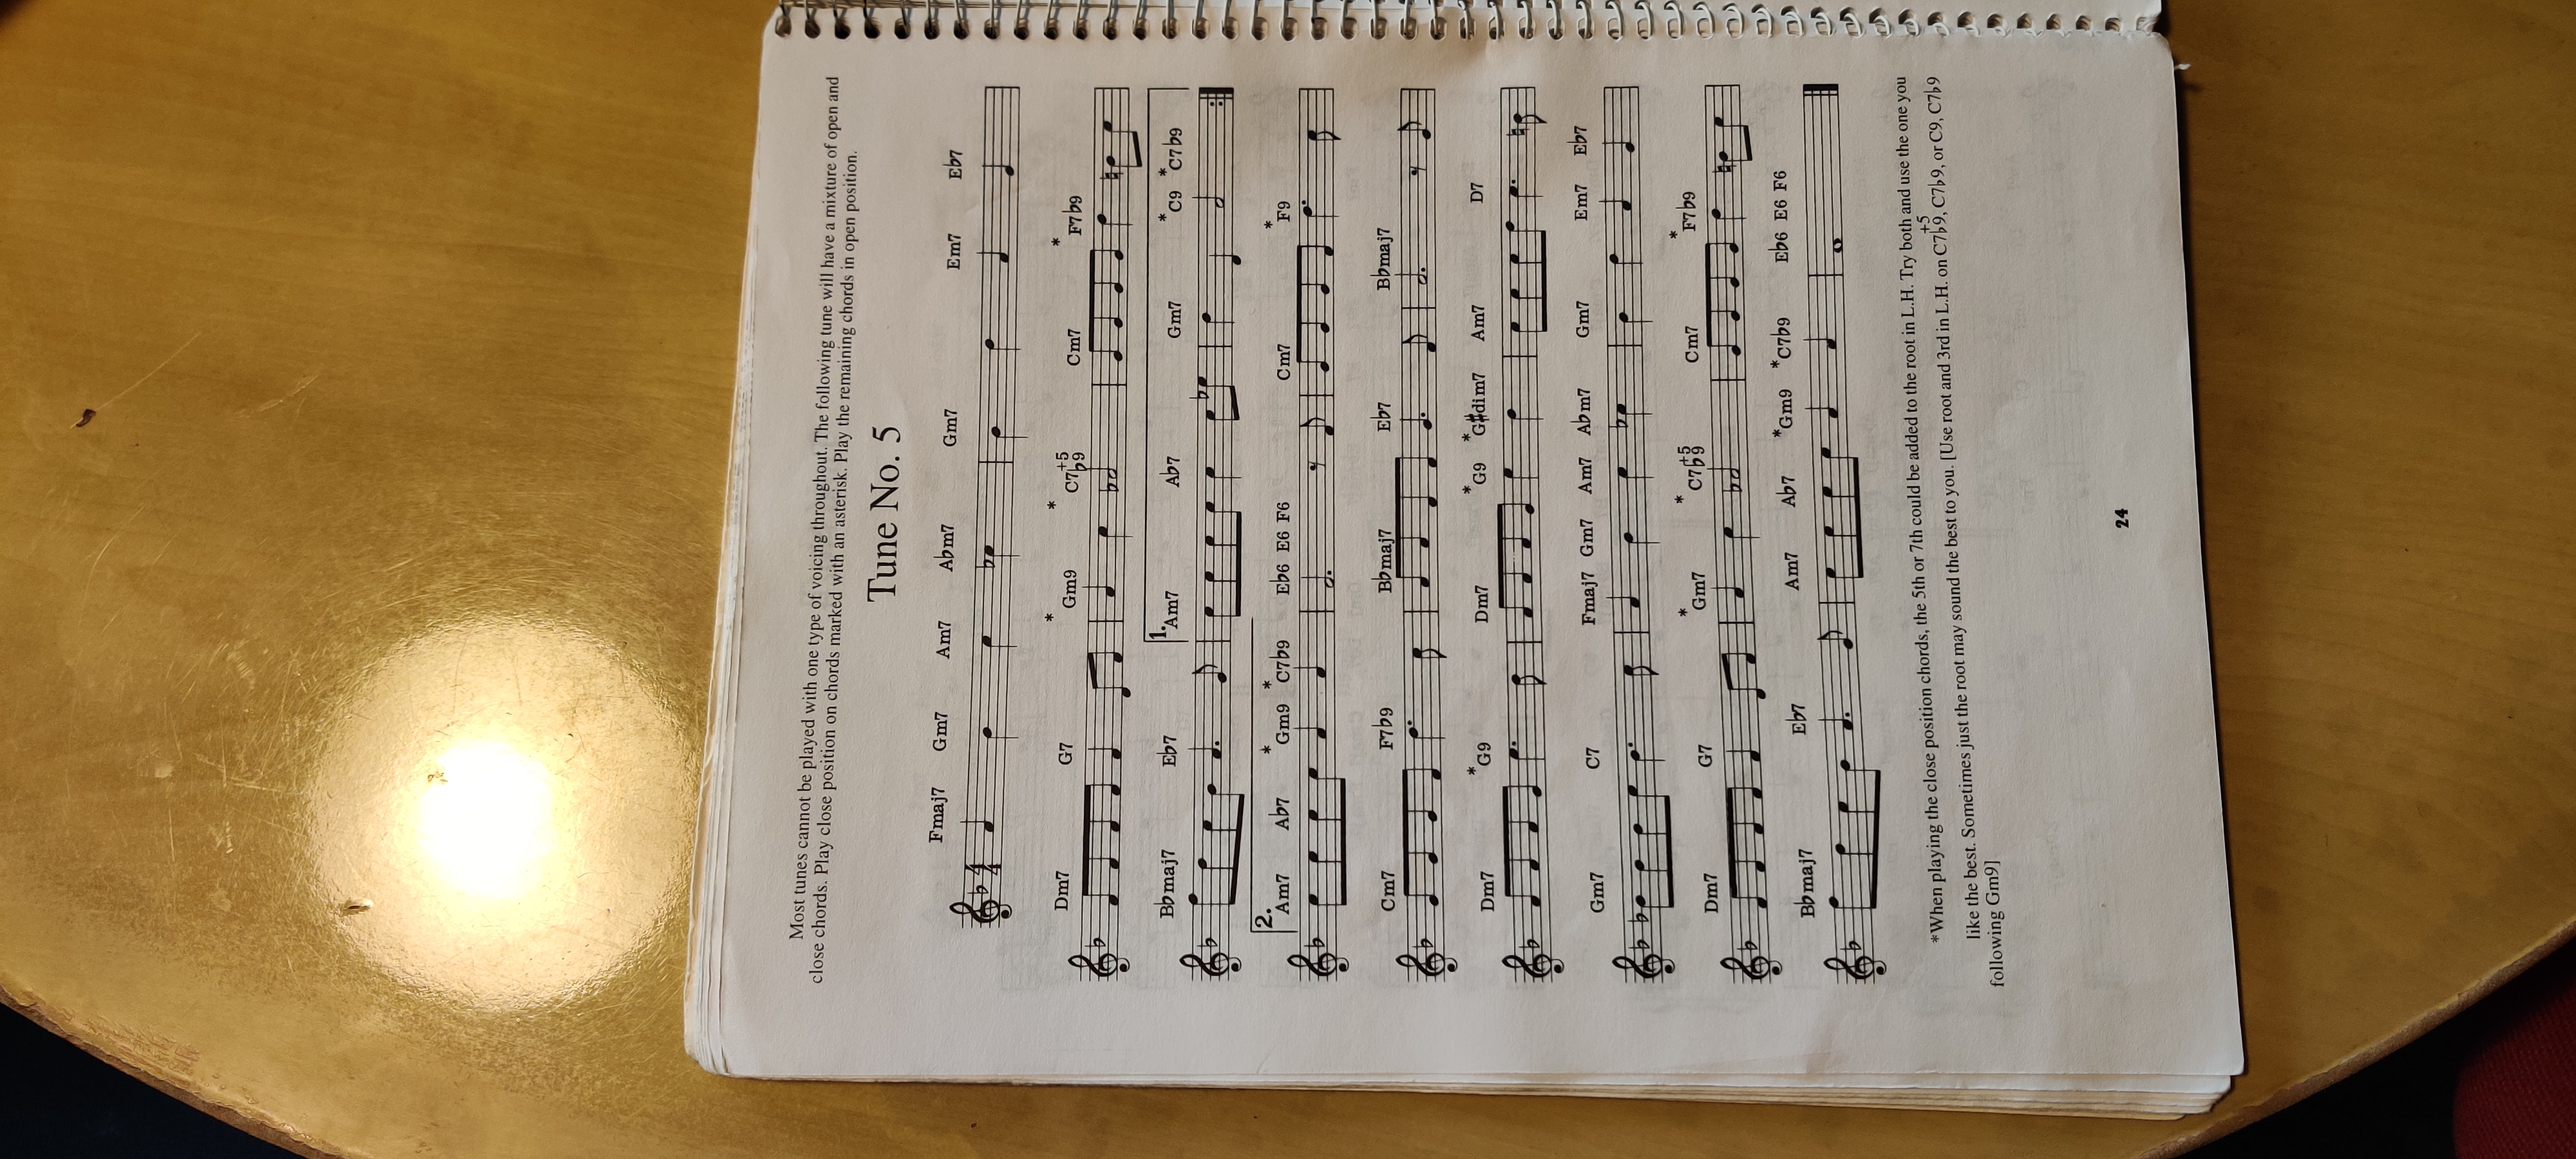 Most tunes cannot be played with one type of voicing throughout. The following tune will have a mixture of open and
close chords. Play close position on chords marked with an asterisk. Play the remaining chords in open position.
Tune No. 5
Fmaj7 Gm7 Am7 A♭m7 Gm7 Em7 E♭7
4
4
Dm7 G7 *Gm9 *C7+5♭9 Cm7 *F7♭9
1.
B♭maj7 E♭7 Am7 A♭7 Gm7 *C9 *C7♭9
2.
Am7 A♭7 *Gm9 *C7♭9 E♭6 E6 F6 Cm7 *F9
Cm7 F7♭9 B♭maj7 E♭7 B♭maj7
Dm7 *G9 Dm7 *G9 *G♯dim7 Am7 D7
Gm7 C7 Fmaj7 Gm7 Am7 A♭m7 Gm7 Em7 E♭7
Dm7 G7 *Gm7 *C7+5♭9 Cm7 *F7♭9
B♭maj7 E♭7 Am7 A♭7 *Gm9 *C7♭9 E♭6 E6 F6
*When playing the close position chords, the 5th or 7th could be added to the root in L.H. Try both and use the one you
like the best. Sometimes just the root may sound the best to you. [Use root and 3rd in L.H. on C7+5♭9, C7♭9, or C9, C7♭9
following Gm9]
24